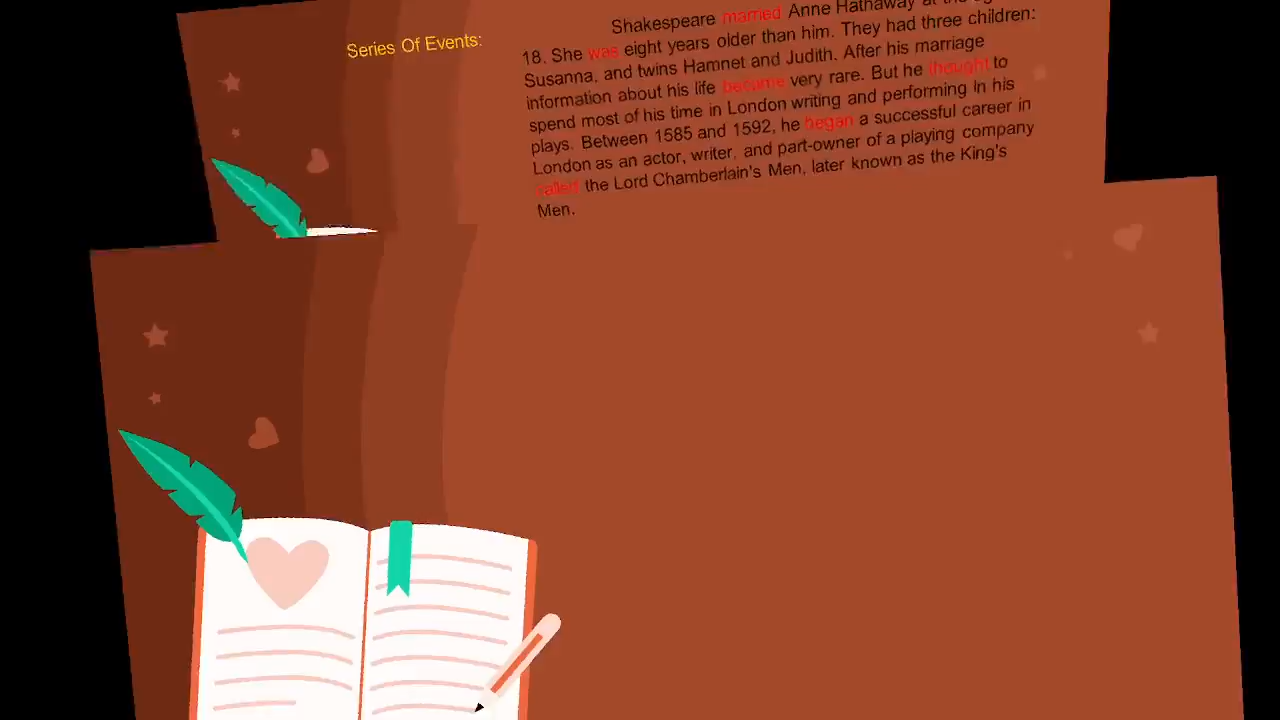 Series Of Events:
Shakespeare married Anne Hathaway at the
18. She was eight years older than him. They had three children:
Susanna, and twins Hamnet and Judith. After his marriage
information about his life became very rare. But he thought to
spend most of his time in London writing and performing in his
plays. Between 1585 and 1592, he began a successful career in
London as an actor, writer, and part-owner of a playing company
called the Lord Chamberlain's Men, later known as the King's
Men.